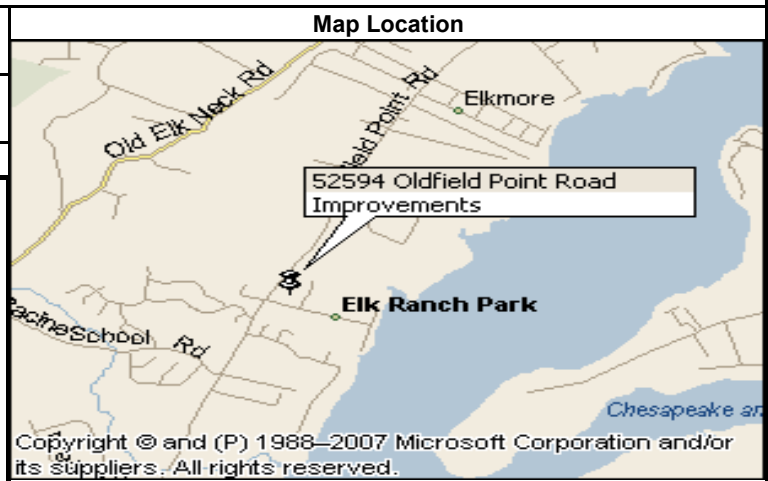 Map Location
Old Elk Neck Rd
Point Rd
Elkmore
52594 Oldfield Point Road
Improvements
Elk Ranch Park
School Rd
Chesapeake
Copyright © and (P) 1988–2007 Microsoft Corporation and/or
its suppliers. All rights reserved.